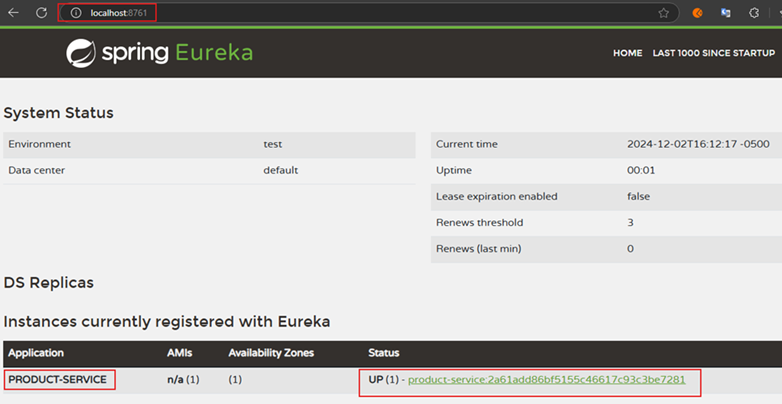 localhost:8761
spring Eureka
HOME LAST 1000 SINCE STARTUP
System Status
Environment test
Data center default
Current time 2024-12-02T16:12:17 -0500
Uptime 00:01
Lease expiration enabled false
Renews threshold 3
Renews (last min) 0
DS Replicas
Instances currently registered with Eureka
Application AMIs Availability Zones Status
PRODUCT-SERVICE n/a (1) (1) UP (1) - product-service:2a61add86bf5155c46617c93c3be7281